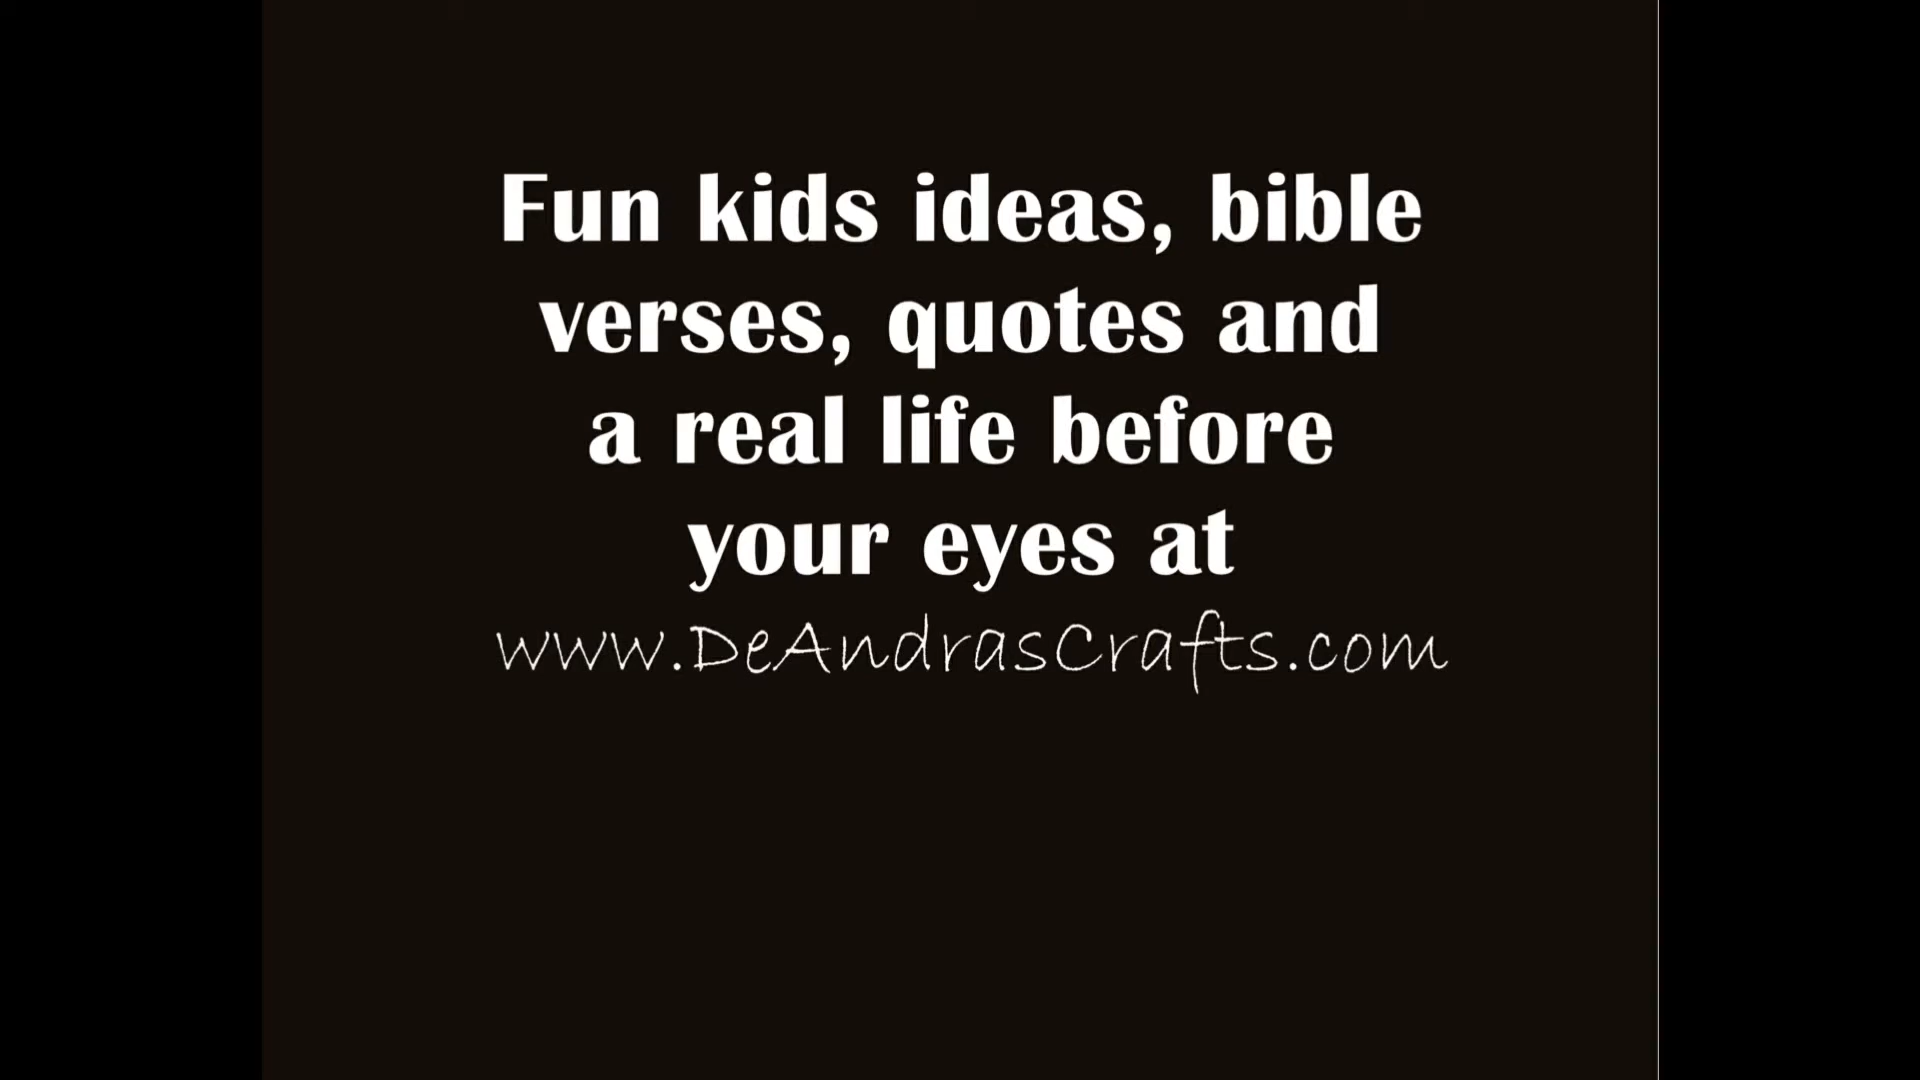 Fun kids ideas, bible
verses, quotes and
a real life before
your eyes at
www.DeAndrasCrafts.com